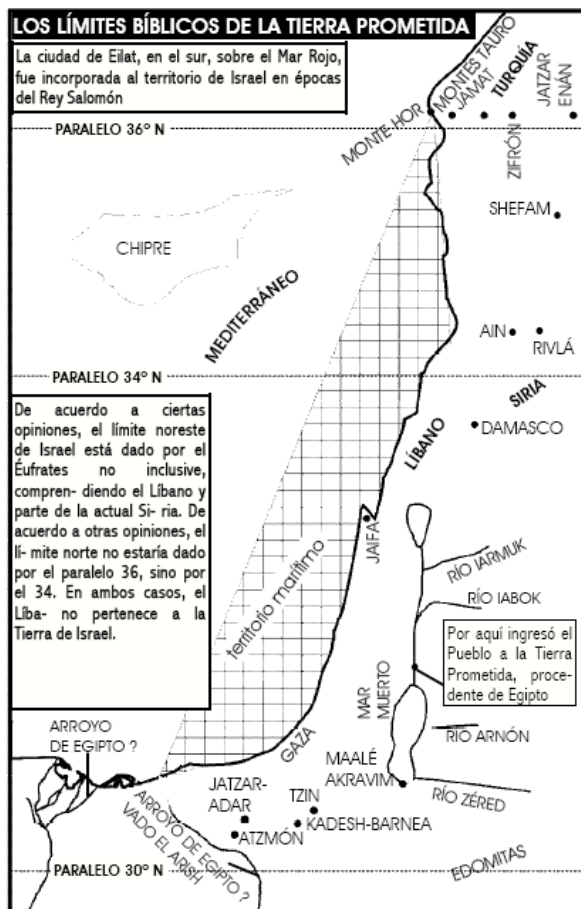 LOS LÍMITES BÍBLICOS DE LA TIERRA PROMETIDA
La ciudad de Eilat, en el sur, sobre el Mar Rojo,
fue incorporada al territorio de Israel en épocas
del Rey Salomón
MONTES TAURO
JAMAT
TURQUÍA
JATZAR
ENÁN
MONTE HOR
ZIFRÓN
PARALELO 36° N
SHEFAM
CHIPRE
MEDITERRÁNEO
AIN
RIVLÁ
PARALELO 34° N
SIRIA
De acuerdo a ciertas
opiniones, el límite noreste
de Israel está dado por el
Éufrates no inclusive,
compren- diendo el Líbano y
parte de la actual Si- ria. De
acuerdo a otras opiniones, el
lí- mite norte no estaría dado
por el paralelo 36, sino por
el 34. En ambos casos, el
Líba- no pertenece a la
Tierra de Israel.
DAMASCO
LÍBANO
JAIFA
RÍO IARMUK
territorio marítimo
RÍO IABOK
Por aquí ingresó el
Pueblo a la Tierra
Prometida, proce-
dente de Egipto
MAR
MUERTO
ARROYO
DE EGIPTO ?
GAZA
RÍO ARNÓN
MAALÉ
AKRAVIM
RÍO ZÉRED
JATZAR-
ADAR
TZIN
KADESH-BARNEA
ATZMÓN
ARROYO DE EGIPTO ?
VADO EL ARISH
PARALELO 30° N
EDOMITAS